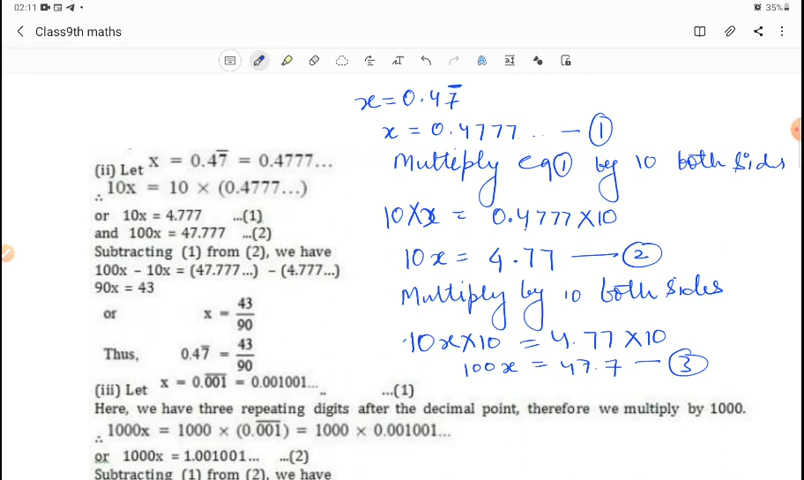 02:11
35%
Class9th maths
x = 0.47̅
x = 0.4777 .. — ①
Multiply eq① by 10 both sides
10 X x = 0.4777 X 10
10x = 4.77 — ②
Multiply by 10 both sides
10x X 10 = 4.77 X 10
100x = 47.7 — ③
(ii) Let x = 0.47̅ = 0.4777...
∴ 10x = 10 × (0.4777...)
or 10x = 4.777 ...(1)
and 100x = 47.777 ...(2)
Subtracting (1) from (2), we have
100x - 10x = (47.777...) - (4.777...)
90x = 43
or x = 43/90
Thus, 0.47̅ = 43/90
(iii) Let x = 0.0̅0̅1̅ = 0.001001... ...(1)
Here, we have three repeating digits after the decimal point, therefore we multiply by 1000.
∴ 1000x = 1000 × (0.0̅0̅1̅) = 1000 × 0.001001...
or 1000x = 1.001001... ...(2)
Subtracting (1) from (2), we have